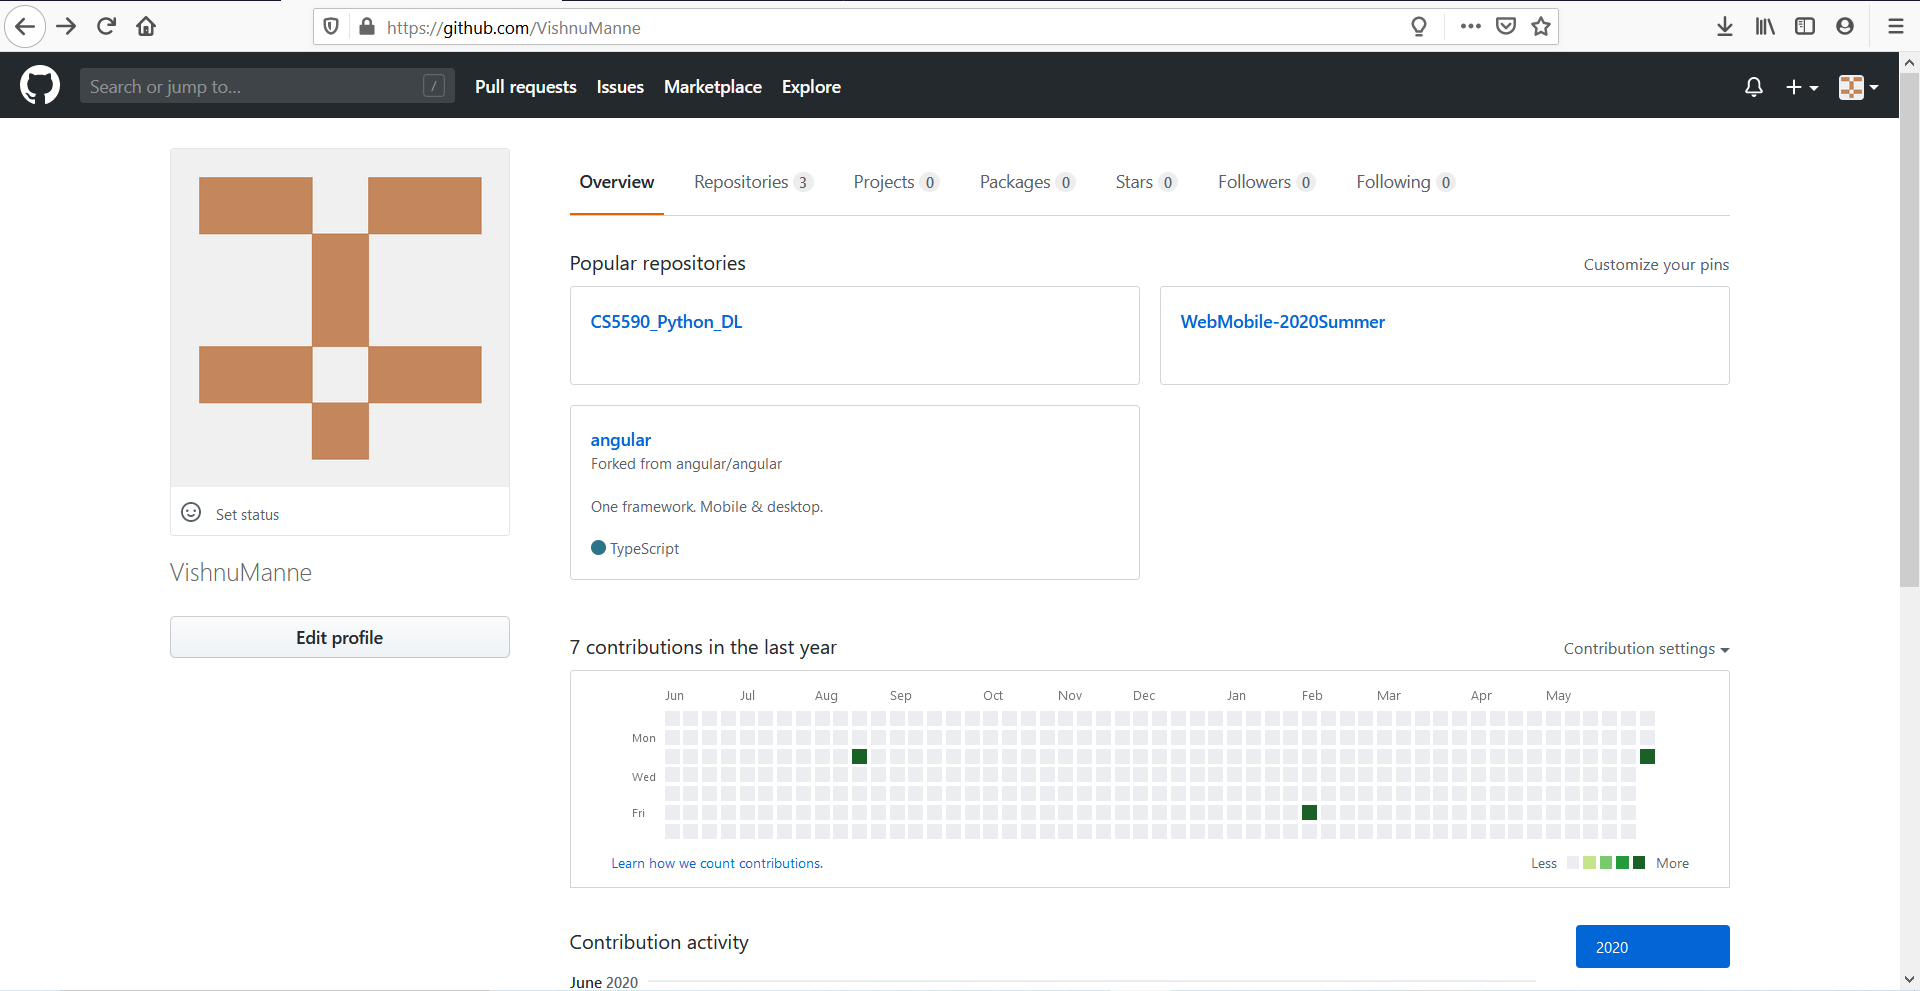 https://github.com/VishnuManne
Search or jump to... /
Pull requests Issues Marketplace Explore
Overview Repositories 3 Projects 0 Packages 0 Stars 0 Followers 0 Following 0
Popular repositories
Customize your pins
CS5590_Python_DL
WebMobile-2020Summer
angular
Forked from angular/angular
One framework. Mobile & desktop.
TypeScript
Set status
VishnuManne
Edit profile
7 contributions in the last year
Contribution settings
Jun Jul Aug Sep Oct Nov Dec Jan Feb Mar Apr May
Mon
Wed
Fri
Learn how we count contributions.
Less More
Contribution activity
2020
June 2020